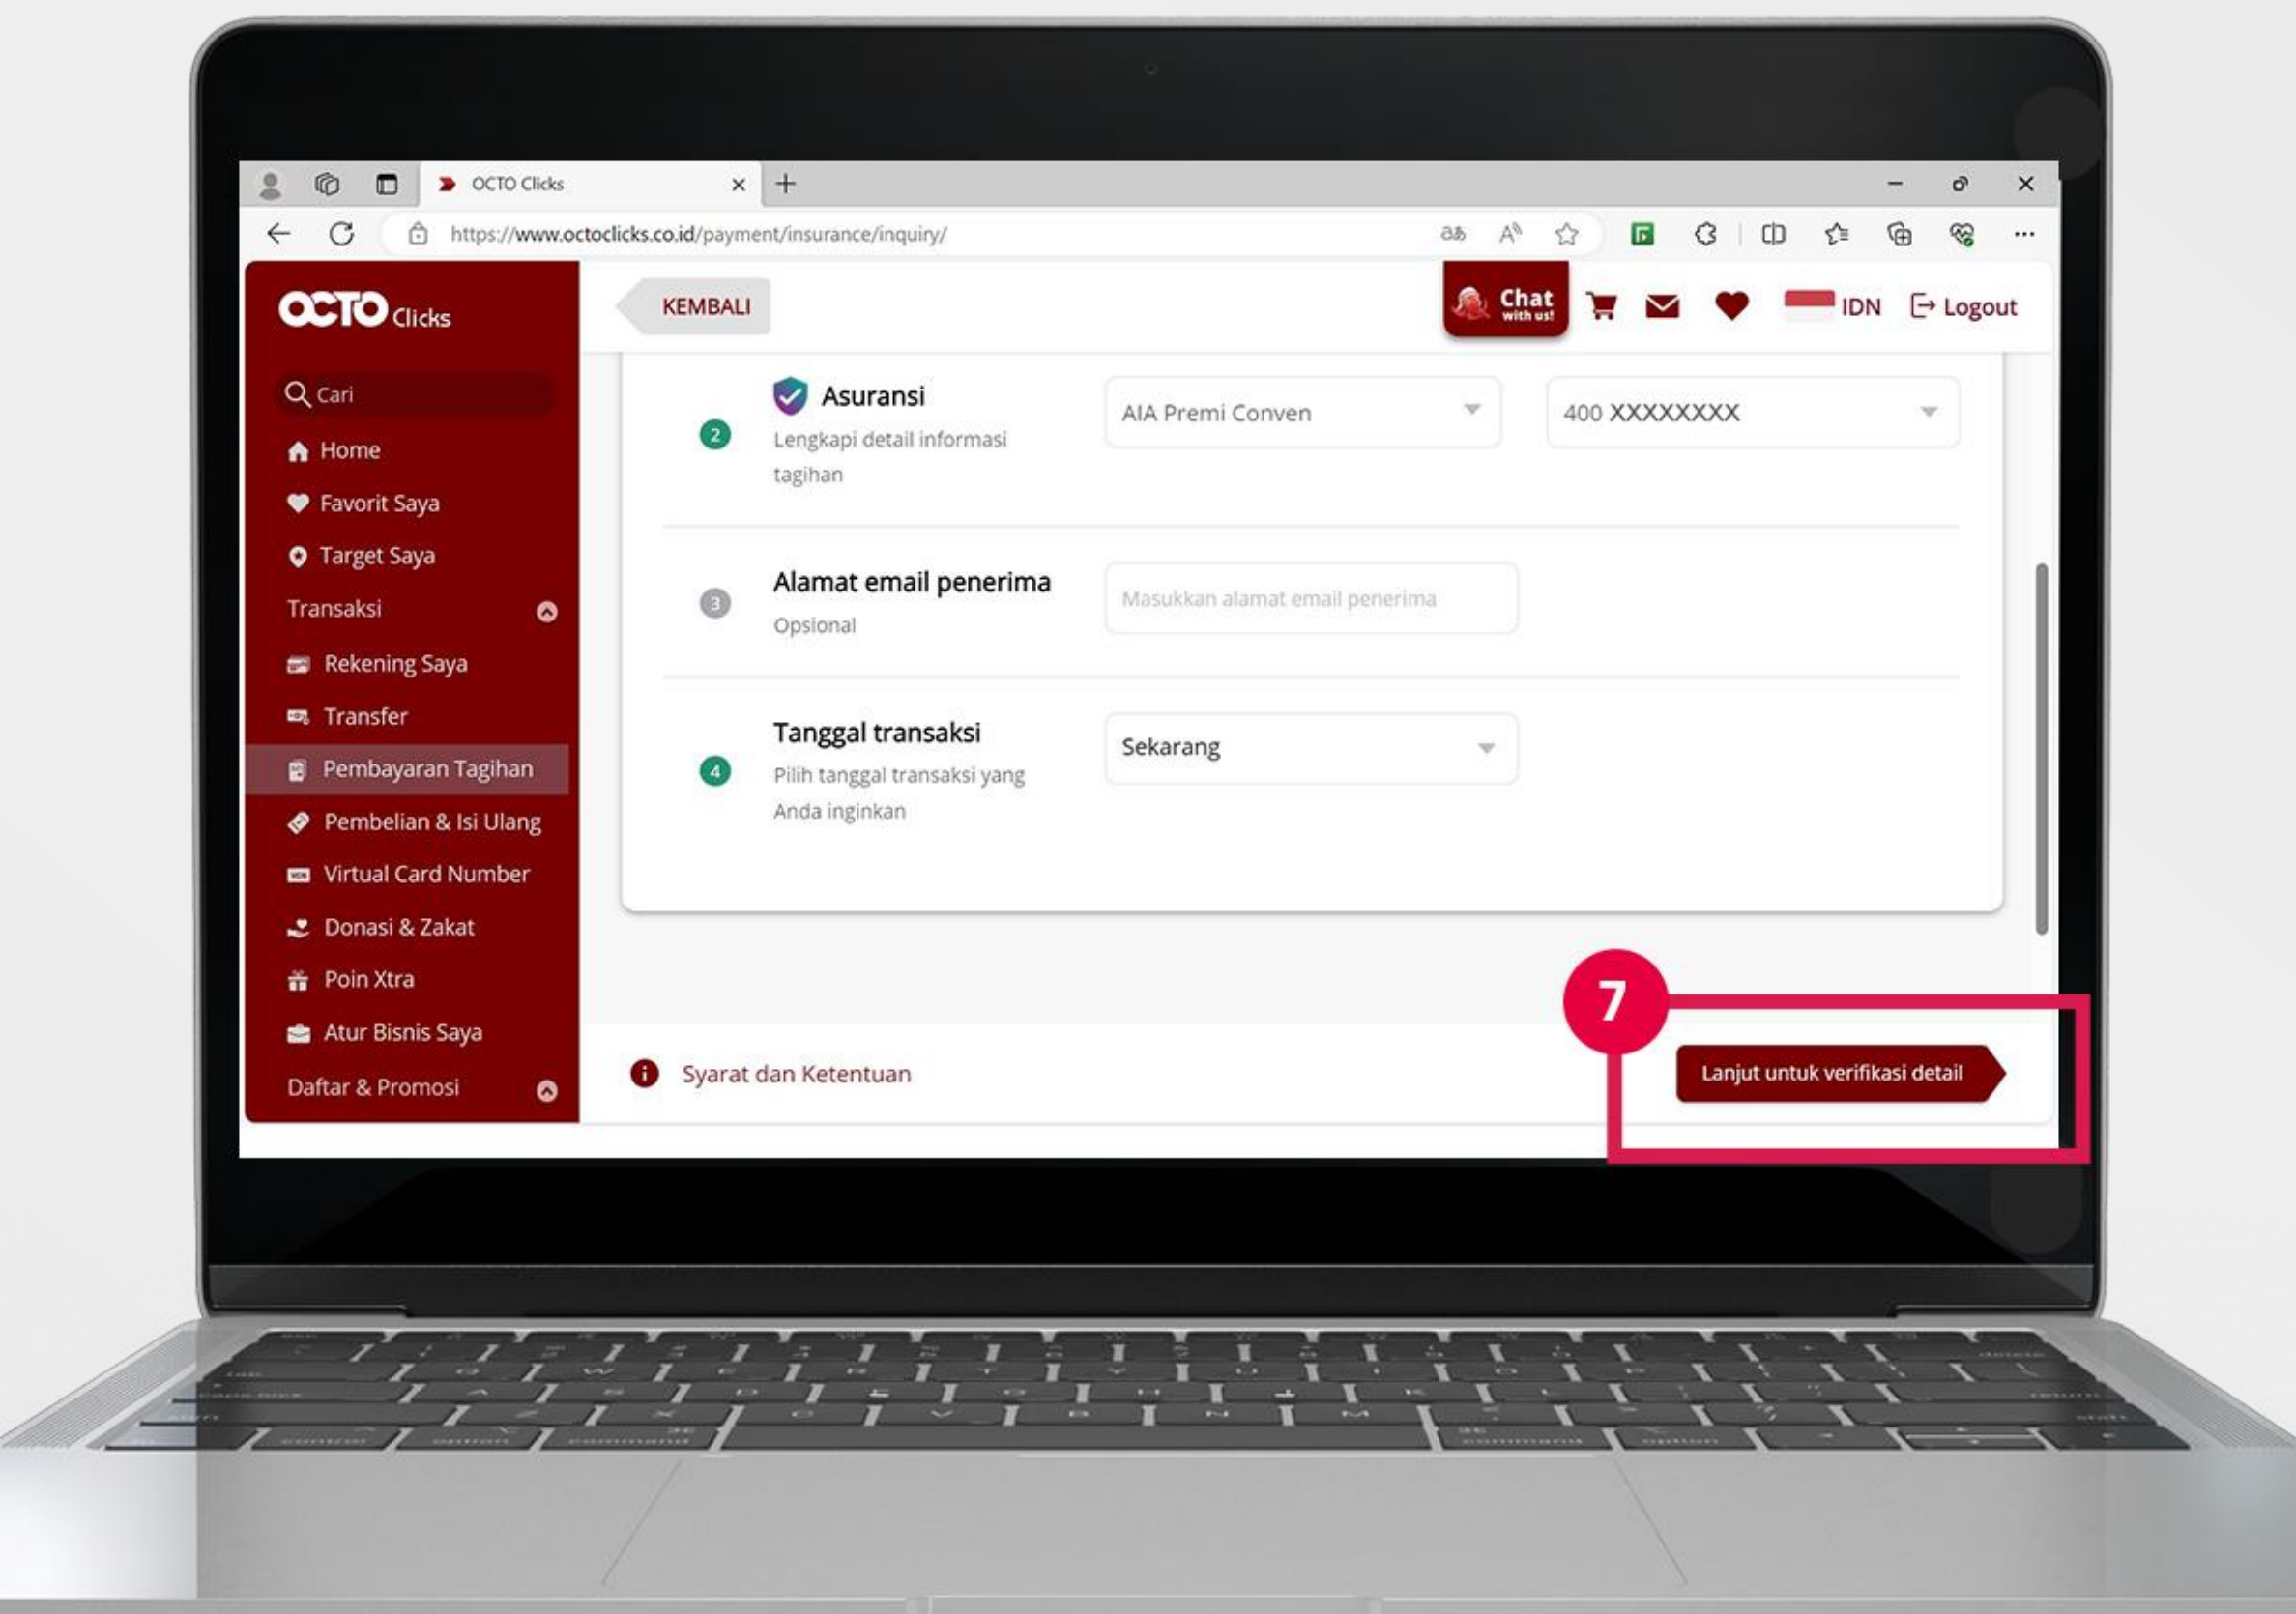 OCTO Clicks
https://www.octoclicks.co.id/payment/insurance/inquiry/
OCTO Clicks
KEMBALI
Chat
with us!
IDN
Logout
Cari
Home
Favorit Saya
Target Saya
Transaksi
Rekening Saya
Transfer
Pembayaran Tagihan
Pembelian & Isi Ulang
Virtual Card Number
Donasi & Zakat
Poin Xtra
Atur Bisnis Saya
Daftar & Promosi
2
Asuransi
Lengkapi detail informasi
tagihan
AIA Premi Conven
400 XXXXXXXX
3
Alamat email penerima
Opsional
Masukkan alamat email penerima
4
Tanggal transaksi
Pilih tanggal transaksi yang
Anda inginkan
Sekarang
7
Syarat dan Ketentuan
Lanjut untuk verifikasi detail